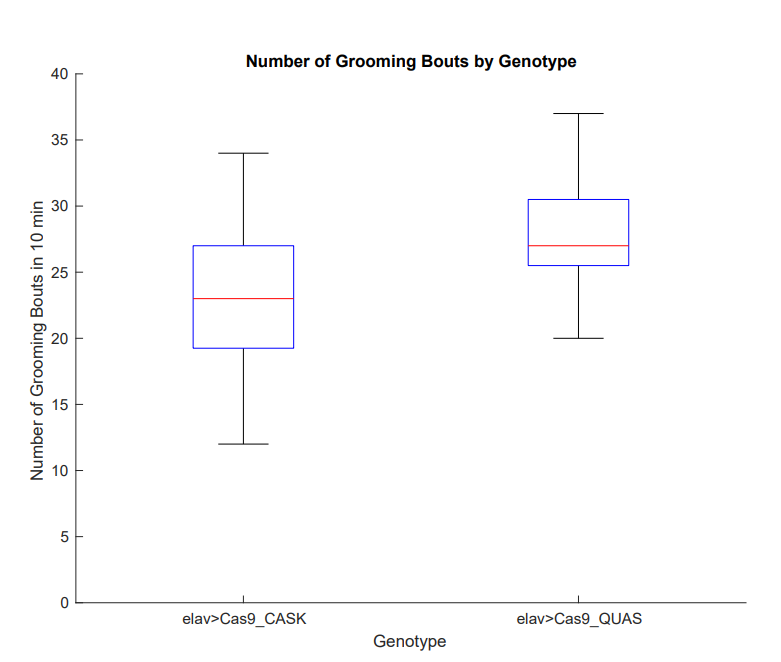 Number of Grooming Bouts by Genotype
Number of Grooming Bouts in 10 min
40
35
30
25
20
15
10
5
0
elav>Cas9_CASK
elav>Cas9_QUAS
Genotype